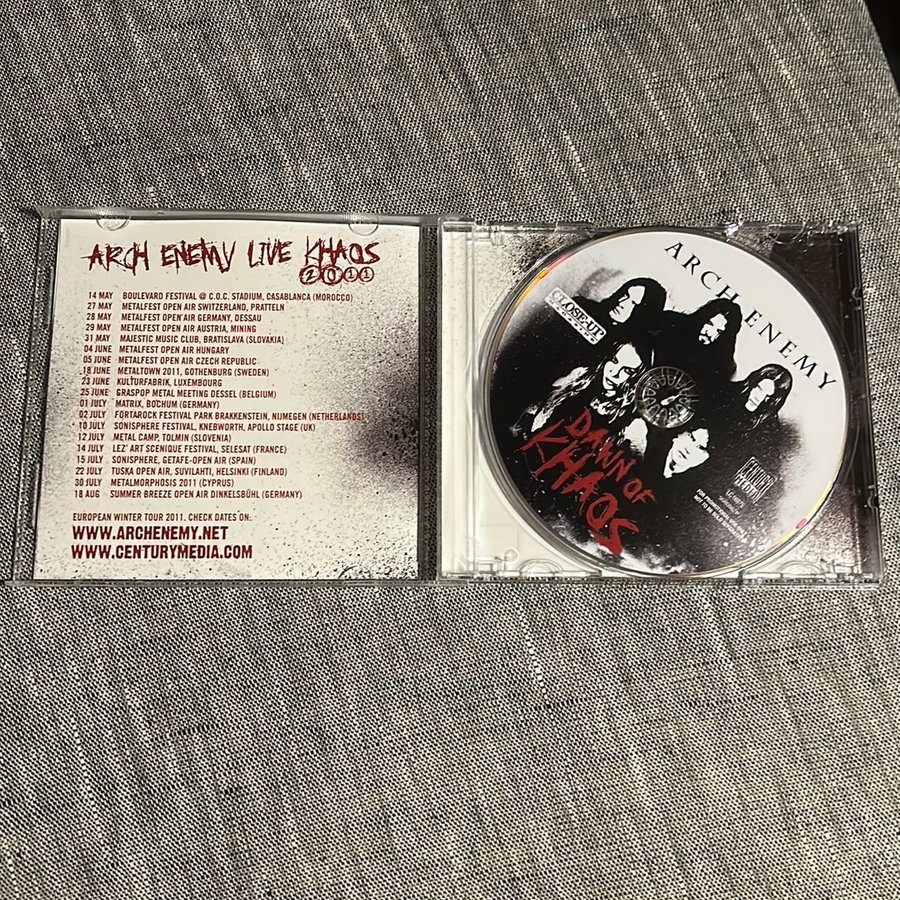 ARCH ENEMY LIVE KHAOS
2011
14 MAY BOULEVARD FESTIVAL @ C.O.C. STADIUM, CASABLANCA (MOROCCO)
27 MAY METALFEST OPEN AIR SWITZERLAND, PRATTELN
28 MAY METALFEST OPEN AIR GERMANY, DESSAU
29 MAY METALFEST OPEN AIR AUSTRIA, MINING
31 MAY MAJESTIC MUSIC CLUB, BRATISLAVA (SLOVAKIA)
04 JUNE METALFEST OPEN AIR HUNGARY
05 JUNE METALFEST OPEN AIR CZECH REPUBLIC
18 JUNE METALTOWN 2011, GOTHENBURG (SWEDEN)
23 JUNE KULTURFABRIK, LUXEMBOURG
25 JUNE GRASPOP METAL MEETING DESSEL (BELGIUM)
01 JULY MATRIX, BOCHUM (GERMANY)
02 JULY FORTAROCK FESTIVAL PARK BRAKKENSTEIN, NIJMEGEN (NETHERLANDS)
10 JULY SONISPHERE FESTIVAL, KNEBWORTH, APOLLO STAGE (UK)
12 JULY METAL CAMP, TOLMIN (SLOVENIA)
14 JULY LEZ' ART SCENIQUE FESTIVAL, SELESAT (FRANCE)
15 JULY SONISPHERE, GETAFE-OPEN AIR (SPAIN)
22 JULY TUSKA OPEN AIR, SUVILAHTI, HELSINKI (FINLAND)
30 JULY METALMORPHOSIS 2011 (CYPRUS)
18 AUG SUMMER BREEZE OPEN AIR DINKELSBÜHL (GERMANY)
EUROPEAN WINTER TOUR 2011. CHECK DATES ON:
WWW.ARCHENEMY.NET
WWW.CENTURYMEDIA.COM
ARCH ENEMY
CLOSE-UP
DAWN OF
KHAOS